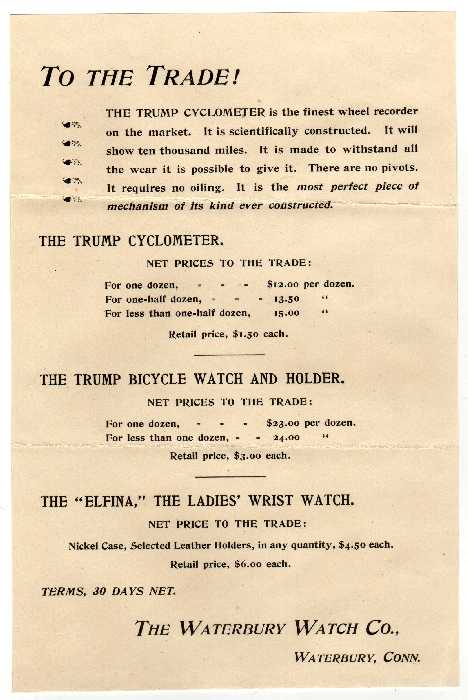 TO THE TRADE!
THE TRUMP CYCLOMETER is the finest wheel recorder
on the market. It is scientifically constructed. It will
show ten thousand miles. It is made to withstand all
the wear it is possible to give it. There are no pivots.
It requires no oiling. It is the most perfect piece of
mechanism of its kind ever constructed.
THE TRUMP CYCLOMETER.
NET PRICES TO THE TRADE:
For one dozen, - - - $12.00 per dozen.
For one-half dozen, - - - 13.50 "
For less than one-half dozen, 15.00 "
Retail price, $1.50 each.
THE TRUMP BICYCLE WATCH AND HOLDER.
NET PRICES TO THE TRADE:
For one dozen, - - - $23.00 per dozen.
For less than one dozen, - - 24.00 "
Retail price, $3.00 each.
THE "ELFINA," THE LADIES' WRIST WATCH.
NET PRICE TO THE TRADE:
Nickel Case, Selected Leather Holders, in any quantity, $4.50 each.
Retail price, $6.00 each.
TERMS, 30 DAYS NET.
THE WATERBURY WATCH CO.,
WATERBURY, CONN.